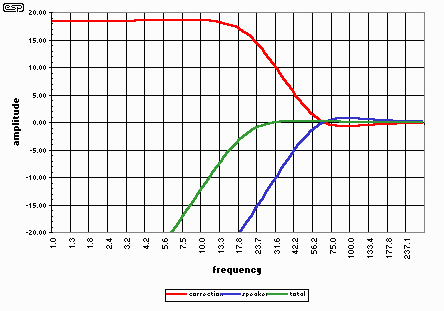 esp
20.00
15.00
10.00
5.00
0.00
-5.00
-10.00
-15.00
-20.00
amplitude
1.0 1.3 1.8 2.4 3.2 4.2 5.6 7.5 10.0 13.3 17.8 23.7 31.6 42.2 56.2 75.0 100.0 133.4 177.8 237.1
frequency
correction speaker total